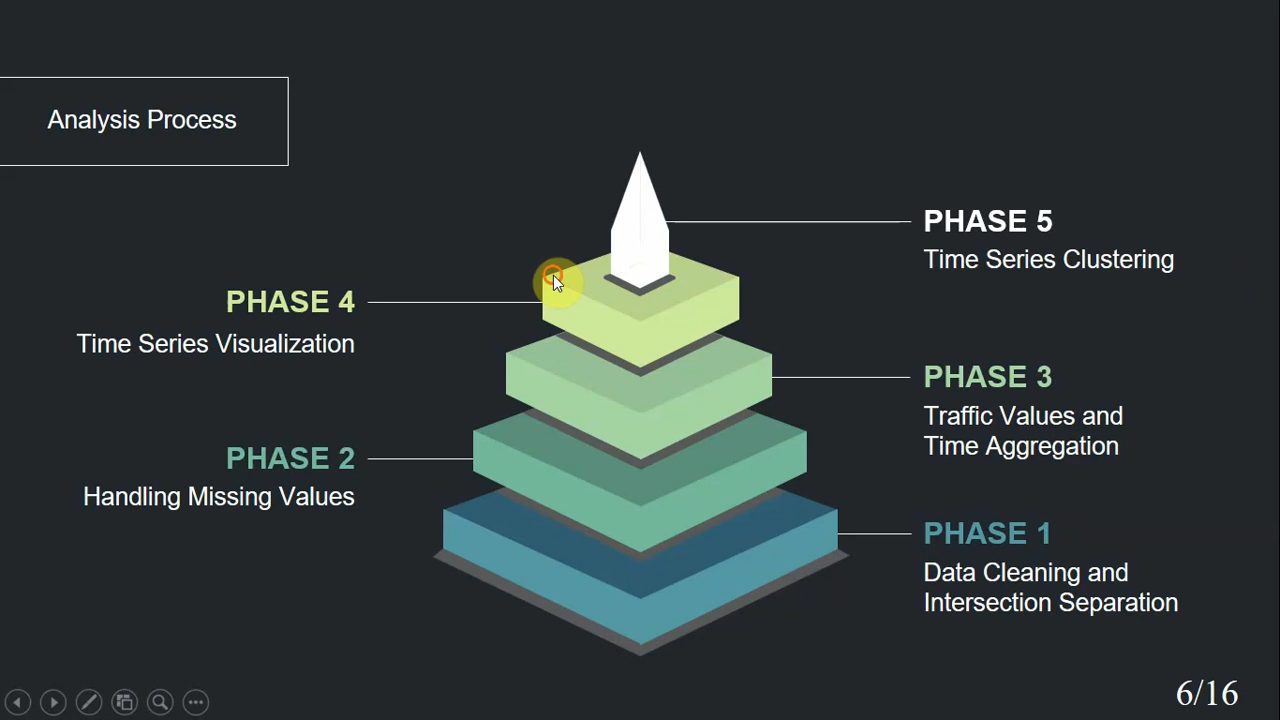 Analysis Process
PHASE 5
Time Series Clustering
PHASE 4
Time Series Visualization
PHASE 3
Traffic Values and
Time Aggregation
PHASE 2
Handling Missing Values
PHASE 1
Data Cleaning and
Intersection Separation
6/16